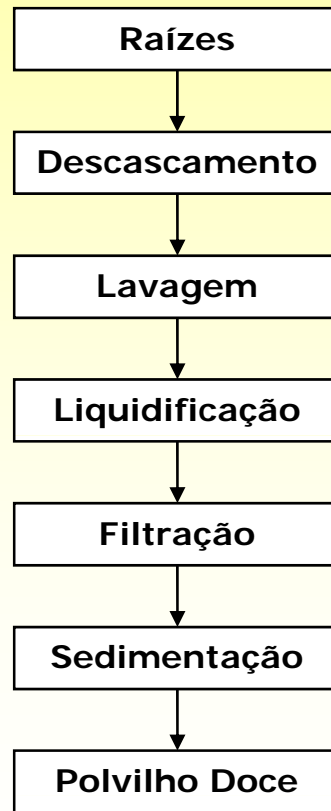 Raízes
Descascamento
Lavagem
Liquidificação
Filtração
Sedimentação
Polvilho Doce